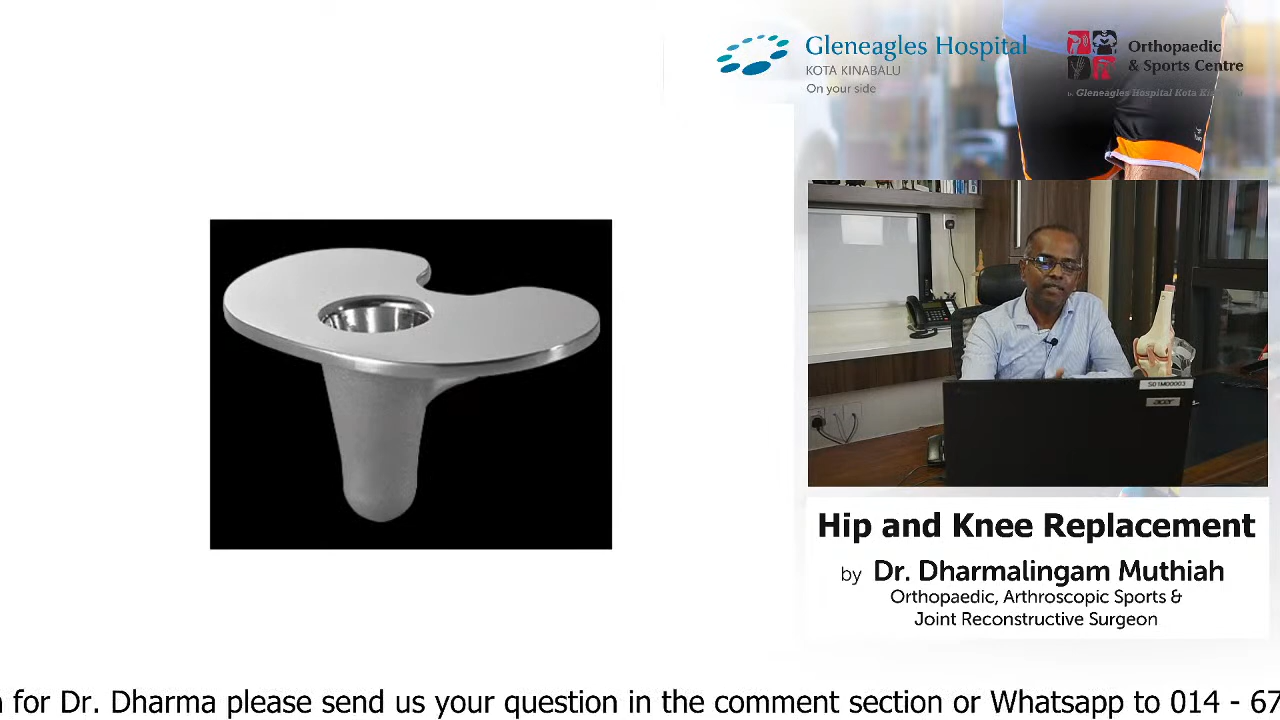 Gleneagles Hospital
KOTA KINABALU
On your side
Orthopaedic
& Sports Centre
Gleneagles Hospital Kota
S01M00003
acer
Hip and Knee Replacement
by Dr. Dharmalingam Muthiah
Orthopaedic, Arthroscopic Sports &
Joint Reconstructive Surgeon
for Dr. Dharma please send us your question in the comment section or Whatsapp to 014 - 67